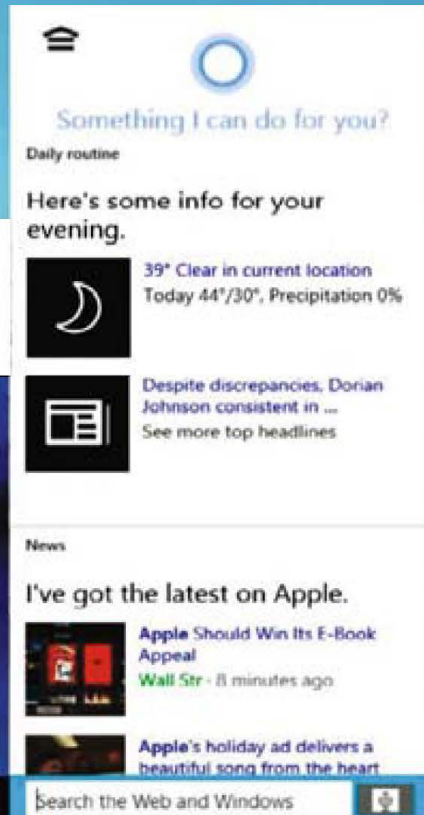 Something I can do for you?
Daily routine
Here's some info for your
evening.
39° Clear in current location
Today 44°/30°, Precipitation 0%
Despite discrepancies, Dorian
Johnson consistent in ...
See more top headlines
News
I've got the latest on Apple.
Apple Should Win Its E-Book
Appeal
Wall Str · 8 minutes ago
Apple's holiday ad delivers a
beautiful song from the heart
Search the Web and Windows